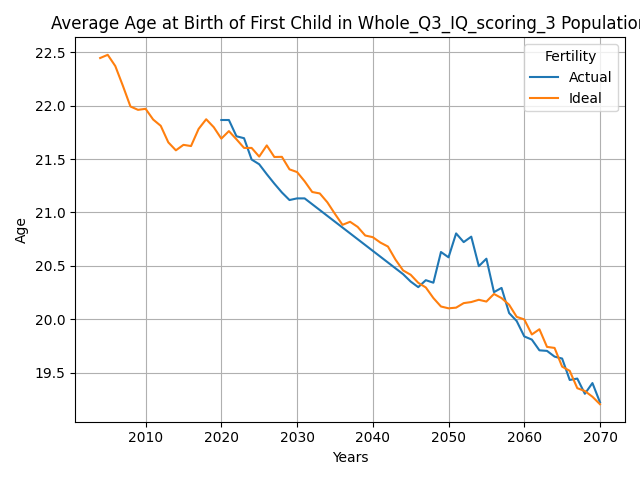 Average Age at Birth of First Child in Whole_Q3_IQ_scoring_3 Population
Fertility
Actual
Ideal
22.5
22.0
21.5
21.0
20.5
20.0
19.5
Age
2010
2020
2030
2040
2050
2060
2070
Years